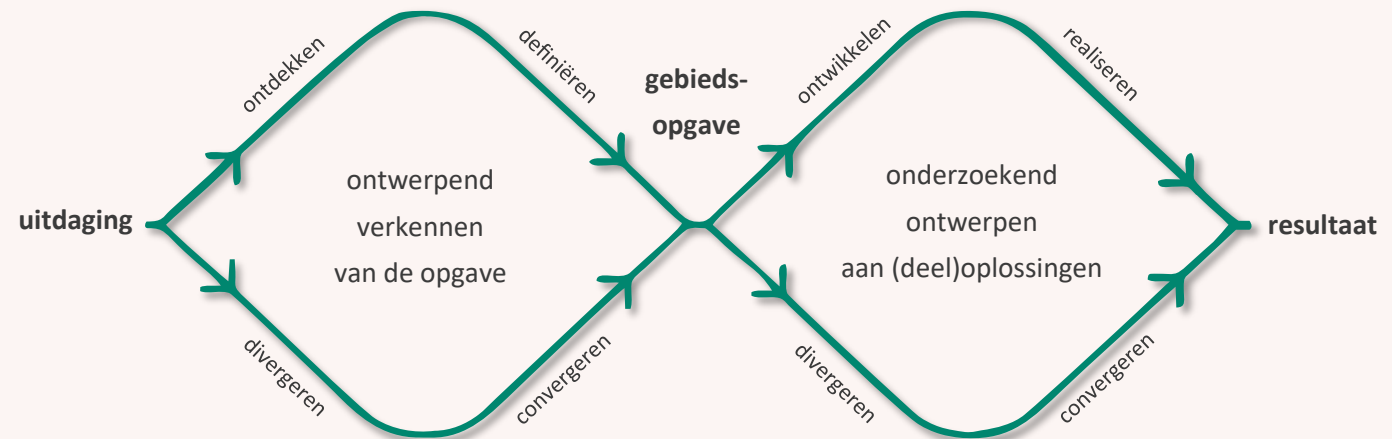 ontdekken
definiëren
gebieds-
opgave
ontwikkelen
realiseren
uitdaging
ontwerpend
verkennen
van de opgave
onderzoekend
ontwerpen
aan (deel)oplossingen
resultaat
divergeren
convergeren
divergeren
convergeren